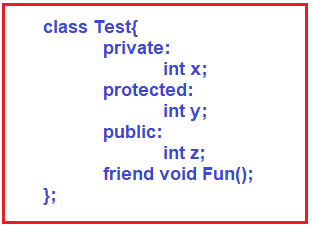 class Test{
private:
int x;
protected:
int y;
public:
int z;
friend void Fun();
};